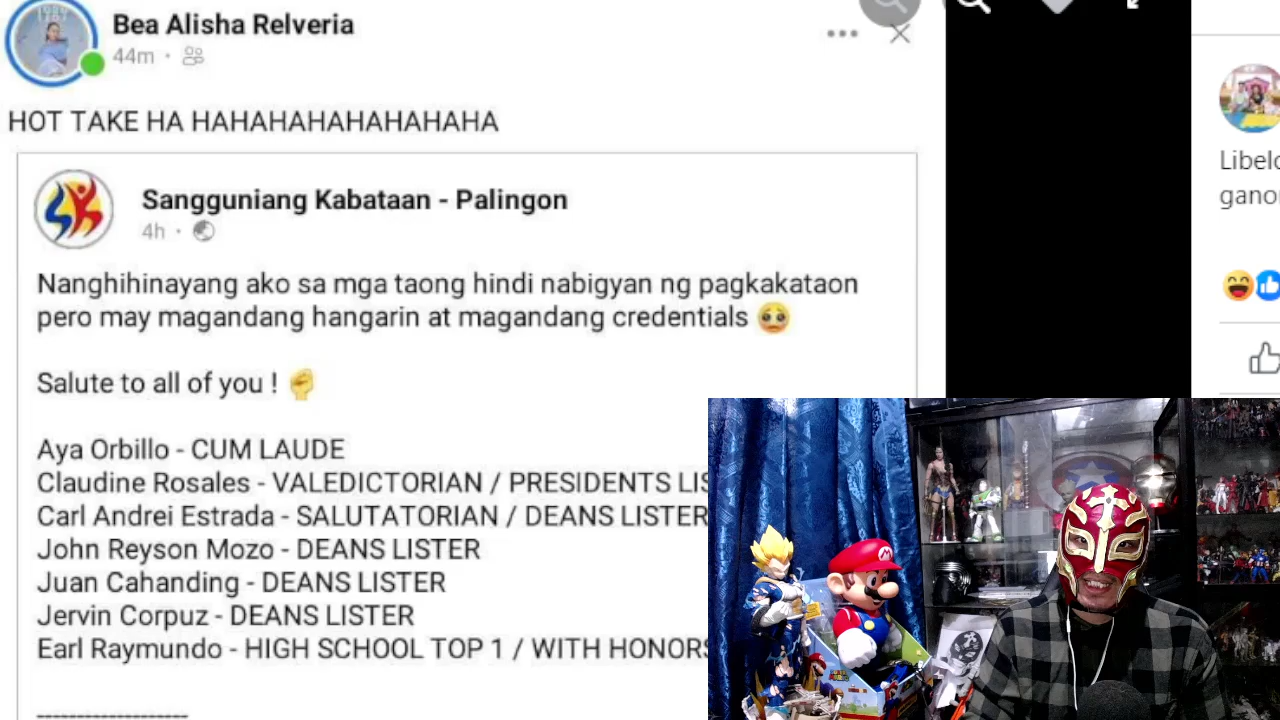 Bea Alisha Relveria
44m
HOT TAKE HA HAHAHAHAHAHAHAHA
Sangguniang Kabataan - Palingon
4h
Nanghihinayang ako sa mga taong hindi nabigyan ng pagkakataon
pero may magandang hangarin at magandang credentials 🥺
Salute to all of you ! ✊
Aya Orbillo - CUM LAUDE
Claudine Rosales - VALEDICTORIAN / PRESIDENTS LIS
Carl Andrei Estrada - SALUTATORIAN / DEANS LISTER
John Reyson Mozo - DEANS LISTER
Juan Cahanding - DEANS LISTER
Jervin Corpuz - DEANS LISTER
Earl Raymundo - HIGH SCHOOL TOP 1 / WITH HONORS
-------------------
Libelo
gano